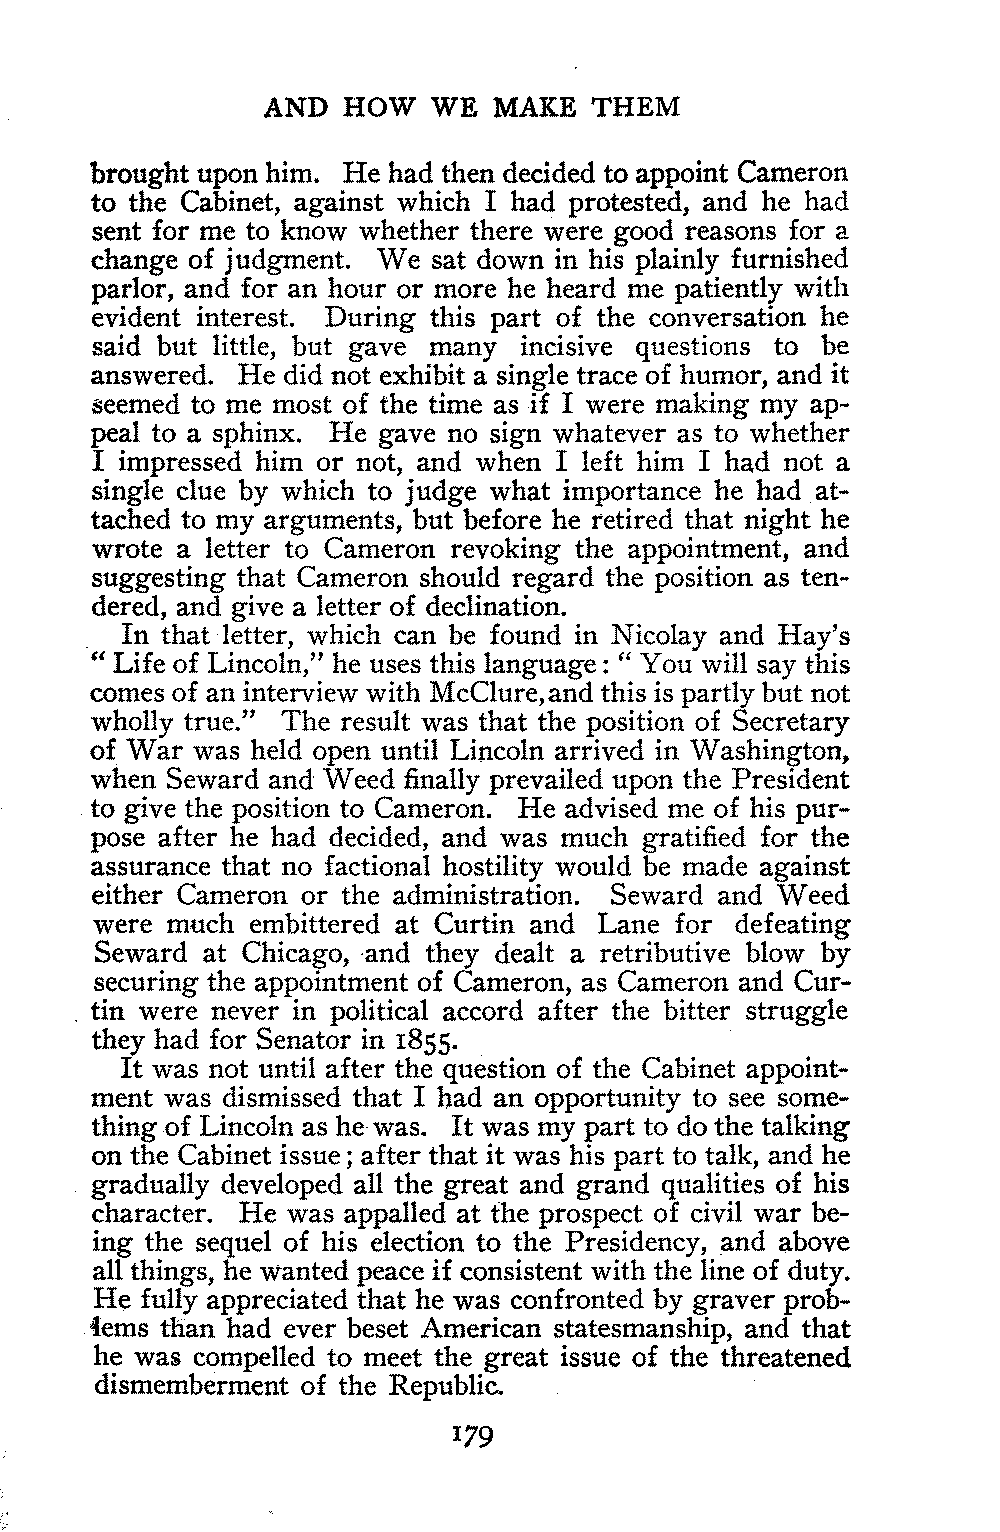 AND HOW WE MAKE THEM
brought upon him. He had then decided to appoint Cameron
to the Cabinet, against which I had protested, and he had
sent for me to know whether there were good reasons for a
change of judgment. We sat down in his plainly furnished
parlor, and for an hour or more he heard me patiently with
evident interest. During this part of the conversation he
said but little, but gave many incisive questions to be
answered. He did not exhibit a single trace of humor, and it
seemed to me most of the time as if I were making my ap-
peal to a sphinx. He gave no sign whatever as to whether
I impressed him or not, and when I left him I had not a
single clue by which to judge what importance he had at-
tached to my arguments, but before he retired that night he
wrote a letter to Cameron revoking the appointment, and
suggesting that Cameron should regard the position as ten-
dered, and give a letter of declination.
In that letter, which can be found in Nicolay and Hay's
" Life of Lincoln," he uses this language: " You will say this
comes of an interview with McClure,and this is partly but not
wholly true." The result was that the position of Secretary
of War was held open until Lincoln arrived in Washington,
when Seward and Weed finally prevailed upon the President
to give the position to Cameron. He advised me of his pur-
pose after he had decided, and was much gratified for the
assurance that no factional hostility would be made against
either Cameron or the administration. Seward and Weed
were much embittered at Curtin and Lane for defeating
Seward at Chicago, and they dealt a retributive blow by
securing the appointment of Cameron, as Cameron and Cur-
tin were never in political accord after the bitter struggle
they had for Senator in 1855.
It was not until after the question of the Cabinet appoint-
ment was dismissed that I had an opportunity to see some-
thing of Lincoln as he was. It was my part to do the talking
on the Cabinet issue; after that it was his part to talk, and he
gradually developed all the great and grand qualities of his
character. He was appalled at the prospect of civil war be-
ing the sequel of his election to the Presidency, and above
all things, he wanted peace if consistent with the line of duty.
He fully appreciated that he was confronted by graver prob-
lems than had ever beset American statesmanship, and that
he was compelled to meet the great issue of the threatened
dismemberment of the Republic.
179